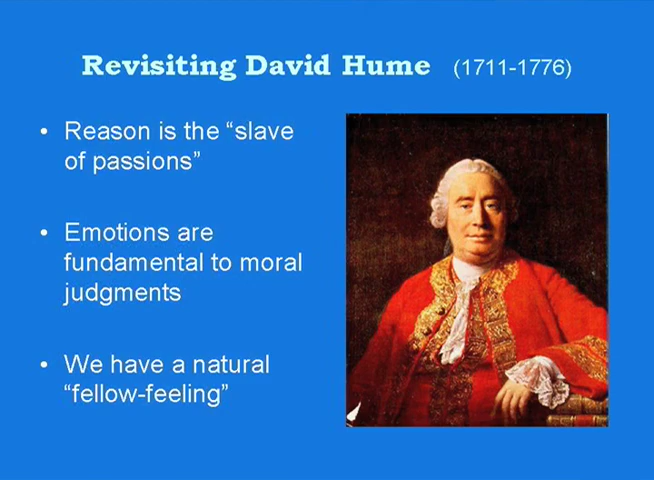 Revisiting David Hume (1711-1776)
• Reason is the “slave
of passions”
• Emotions are
fundamental to moral
judgments
• We have a natural
“fellow-feeling”